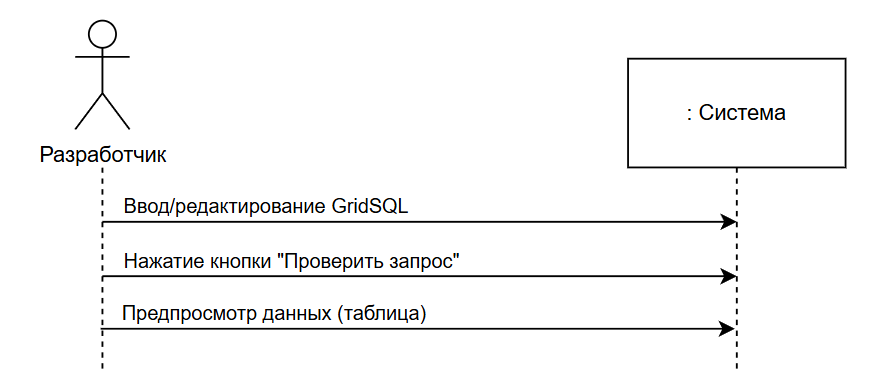 Разработчик
: Система
Ввод/редактирование GridSQL
Нажатие кнопки "Проверить запрос"
Предпросмотр данных (таблица)